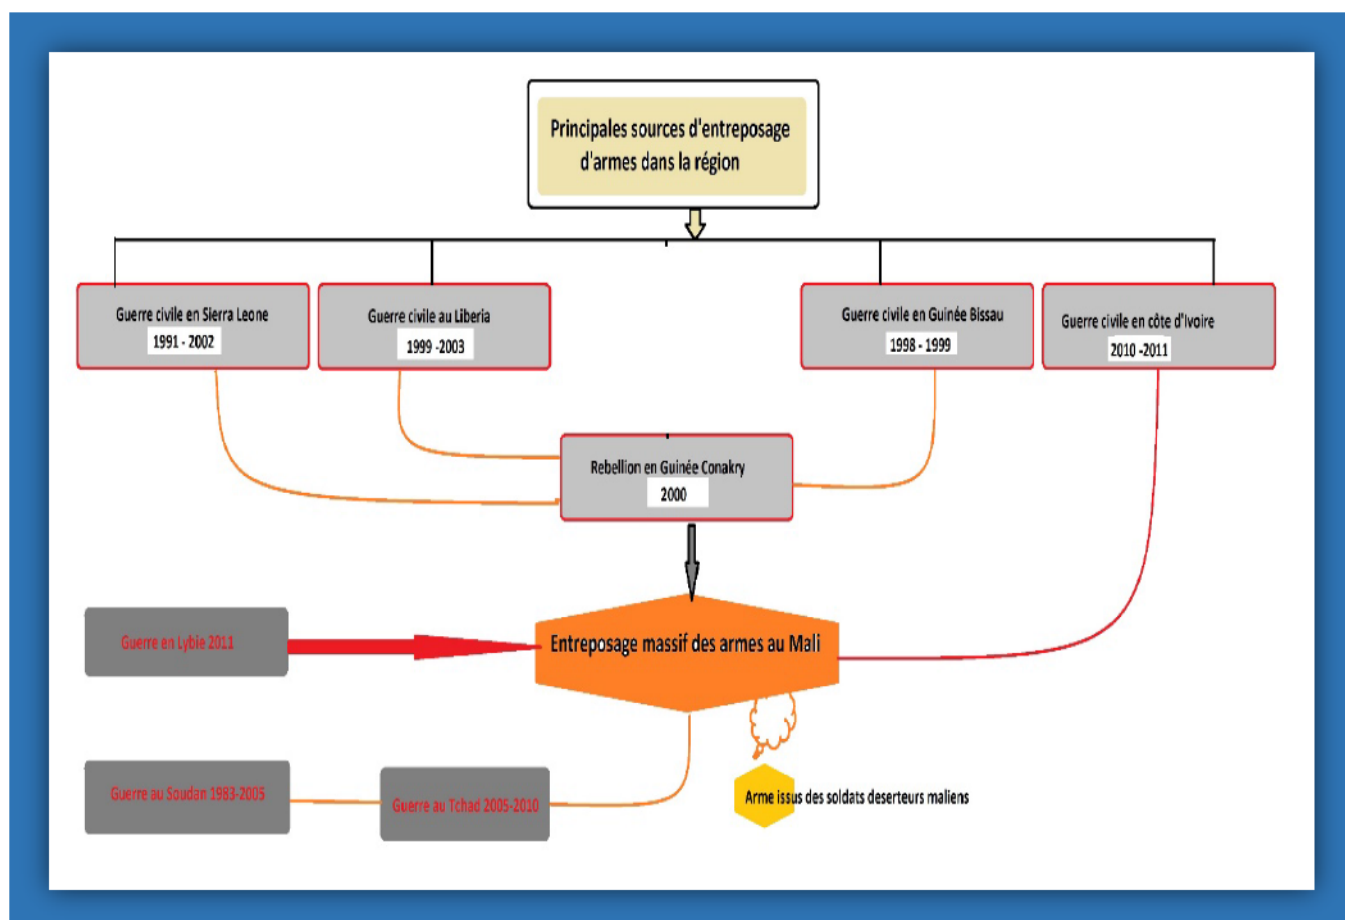 Principales sources d'entreposage
d'armes dans la région
Guerre civile en Sierra Leone
1991 - 2002
Guerre civile au Liberia
1999 -2003
Guerre civile en Guinée Bissau
1998 - 1999
Guerre civile en côte d'Ivoire
2010 -2011
Rebellion en Guinée Conakry
2000
Guerre en Lybie 2011
Entreposage massif des armes au Mali
Guerre au Soudan 1983-2005
Guerre au Tchad 2005-2010
Arme issus des soldats deserteurs maliens